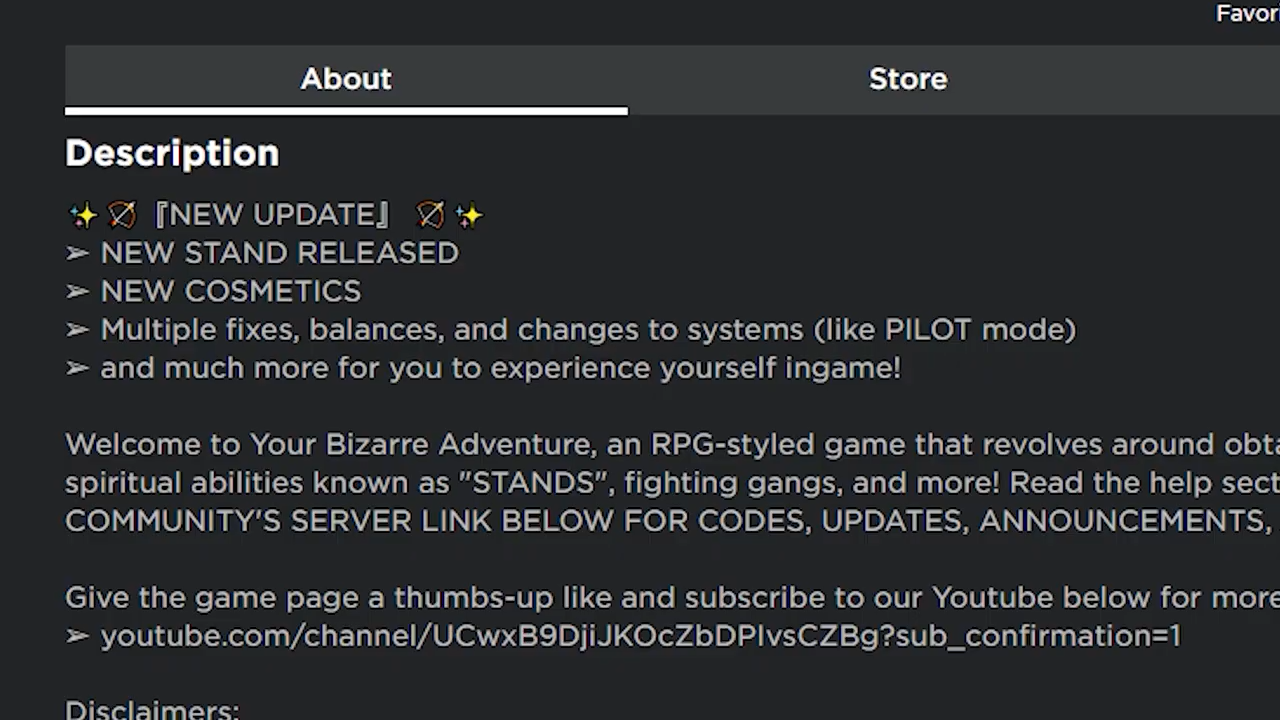 Favori
About
Store
Description
✨🏹『NEW UPDATE』 🏹✨
➢ NEW STAND RELEASED
➢ NEW COSMETICS
➢ Multiple fixes, balances, and changes to systems (like PILOT mode)
➢ and much more for you to experience yourself ingame!
Welcome to Your Bizarre Adventure, an RPG-styled game that revolves around obta
spiritual abilities known as "STANDS", fighting gangs, and more! Read the help sect
COMMUNITY'S SERVER LINK BELOW FOR CODES, UPDATES, ANNOUNCEMENTS,
Give the game page a thumbs-up like and subscribe to our Youtube below for more
➢ youtube.com/channel/UCwxB9DjiJKOcZbDPIvsCZBg?sub_confirmation=1
Disclaimers: